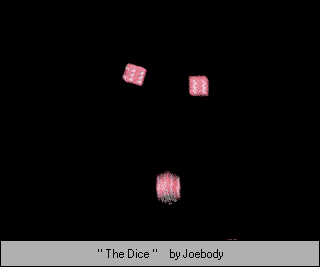 " The Dice " by Joebody